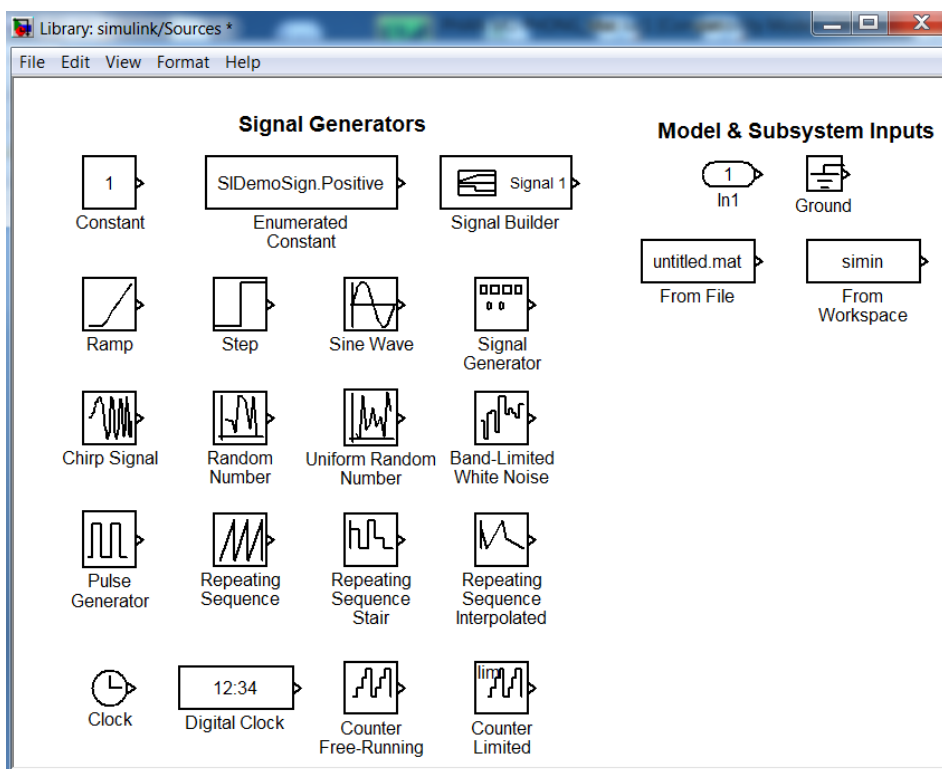 Library: simulink/Sources *
File Edit View Format Help
Signal Generators
Model & Subsystem Inputs
1
Constant
SlDemoSign.Positive
Enumerated
Constant
Signal 1
Signal Builder
1
In1
Ground
untitled.mat
From File
simin
From
Workspace
Ramp
Step
Sine Wave
Signal
Generator
Chirp Signal
Random
Number
Uniform Random
Number
Band-Limited
White Noise
Pulse
Generator
Repeating
Sequence
Repeating
Sequence
Stair
Repeating
Sequence
Interpolated
Clock
12:34
Digital Clock
Counter
Free-Running
lim
Counter
Limited